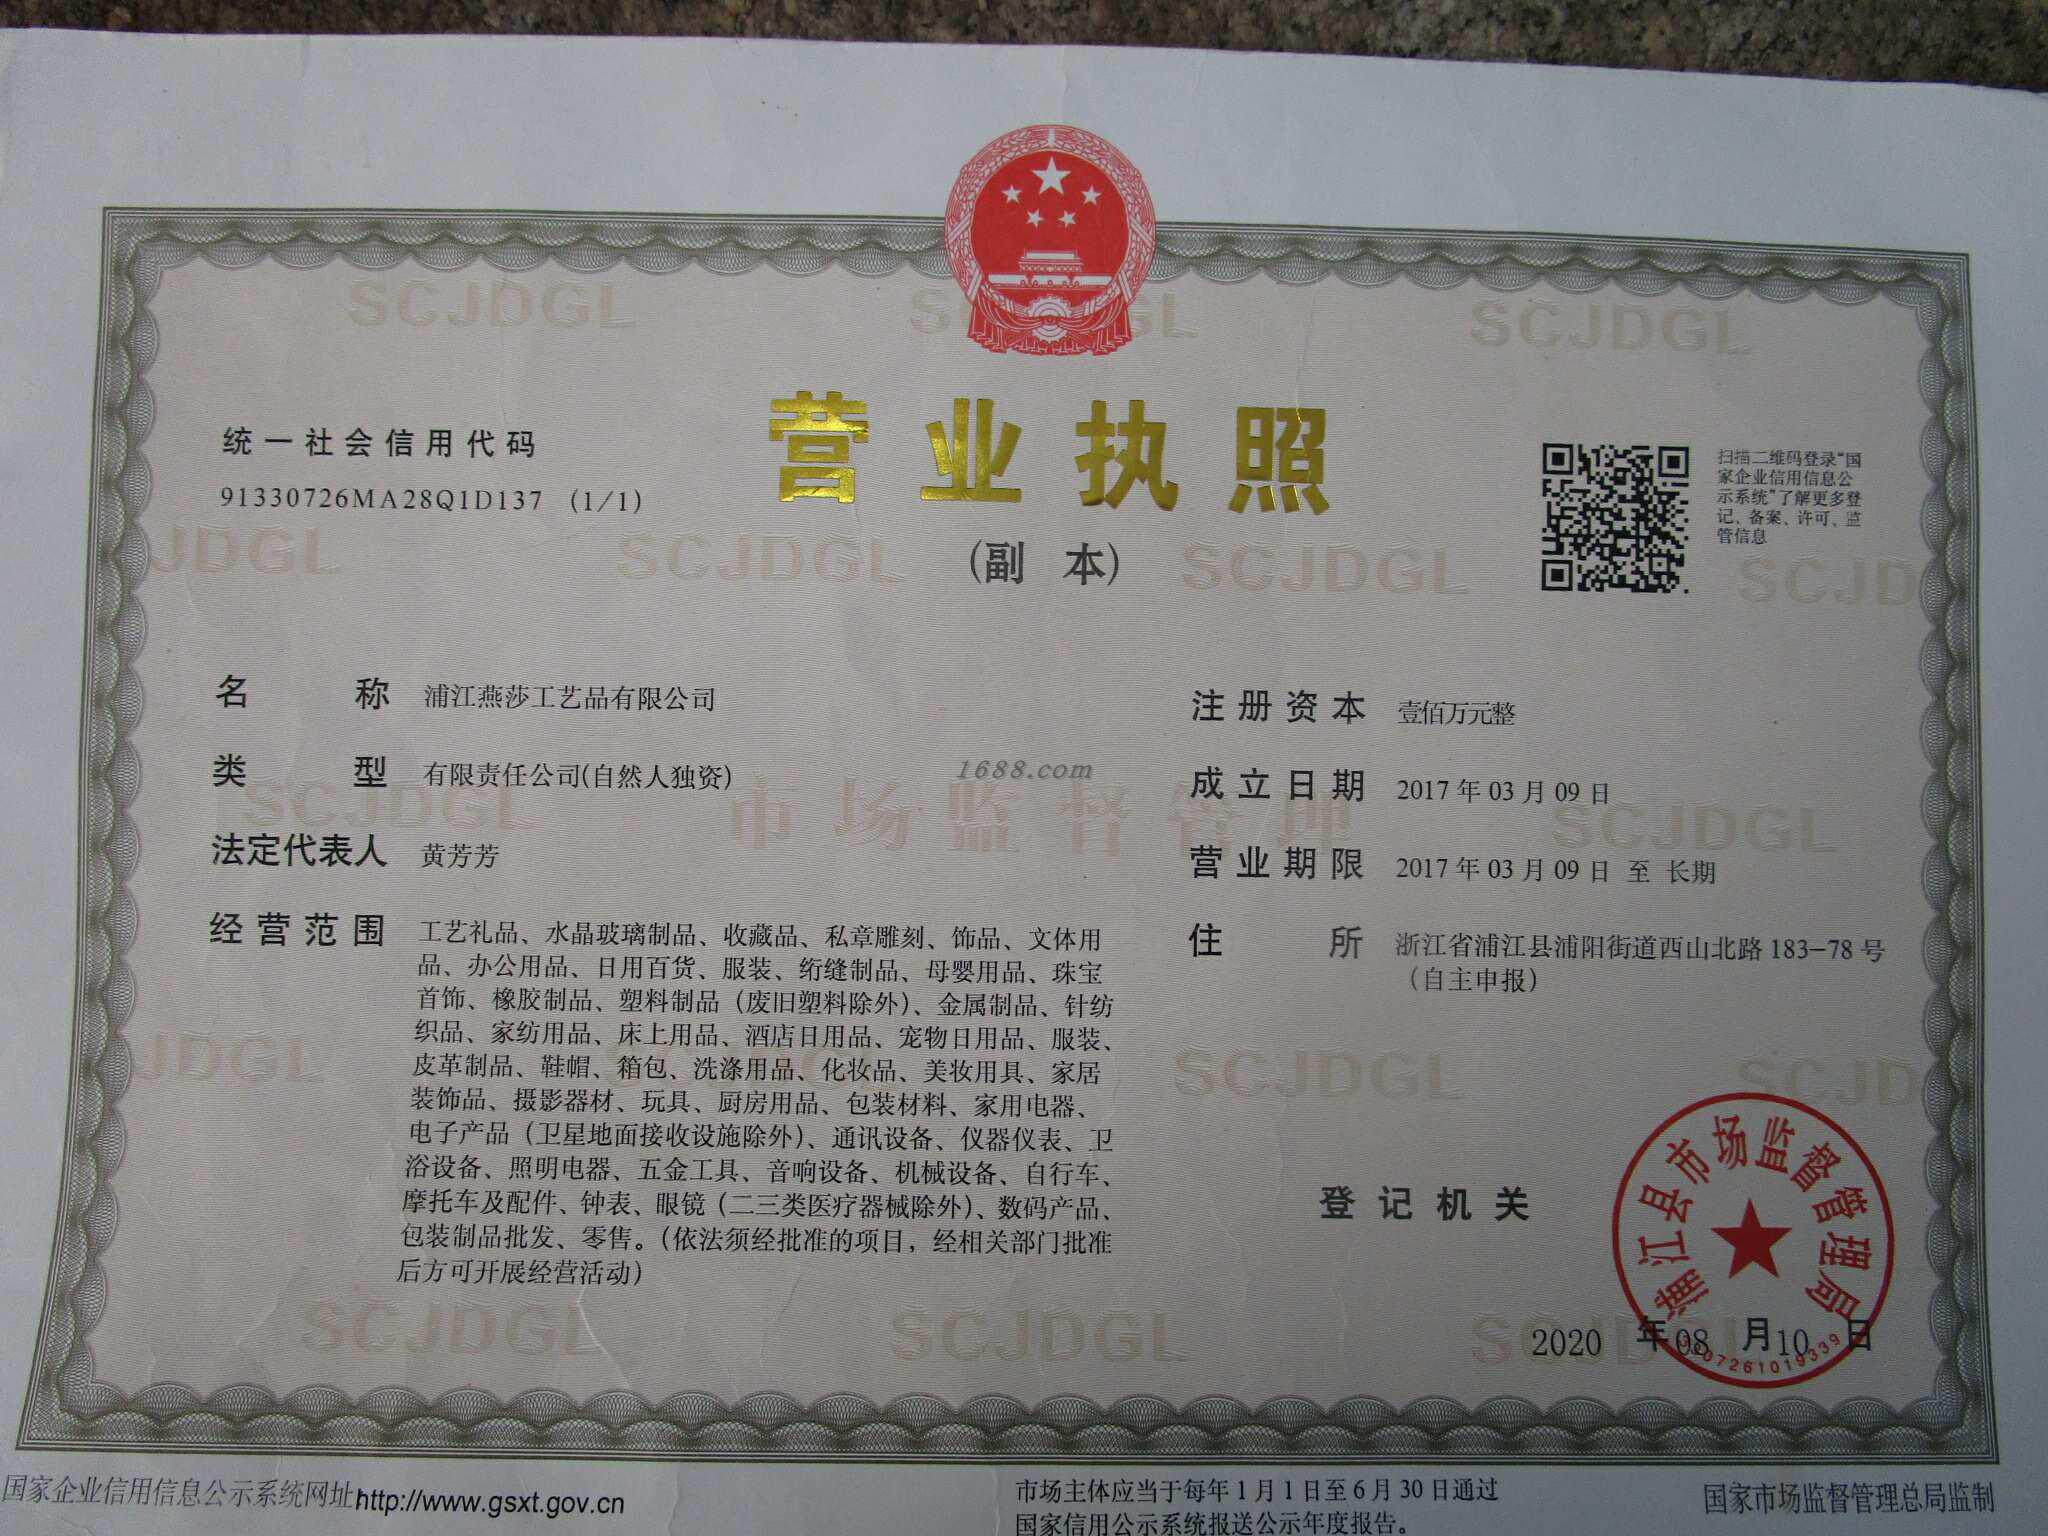 营业执照
(副 本)
统一社会信用代码
91330726MA28Q1D137 (1/1)
扫描二维码登录“国
家企业信用信息公
示系统”了解更多登
记、备案、许可、监
管信息
名称 浦江燕莎工艺品有限公司
类型 有限责任公司(自然人独资)
法定代表人 黄芳芳
经营范围 工艺礼品、水晶玻璃制品、收藏品、私章雕刻、饰品、文体用
品、办公用品、日用百货、服装、绗缝制品、母婴用品、珠宝
首饰、橡胶制品、塑料制品（废旧塑料除外）、金属制品、针纺
织品、家纺用品、床上用品、酒店日用品、宠物日用品、服装、
皮革制品、鞋帽、箱包、洗涤用品、化妆品、美妆用具、家居
装饰品、摄影器材、玩具、厨房用品、包装材料、家用电器、
电子产品（卫星地面接收设施除外）、通讯设备、仪器仪表、卫
浴设备、照明电器、五金工具、音响设备、机械设备、自行车、
摩托车及配件、钟表、眼镜（二三类医疗器械除外）、数码产品、
包装制品批发、零售。（依法须经批准的项目，经相关部门批准
后方可开展经营活动）
注册资本 壹佰万元整
成立日期 2017年03月09日
营业期限 2017年03月09日 至 长期
住所 浙江省浦江县浦阳街道西山北路183-78号
（自主申报）
登记机关
浦江县市场监督管理局
3307261019339
2020 年 08 月 10 日
1688.com
市场监督管理
SCJDGL
国家企业信用信息公示系统网址http://www.gsxt.gov.cn
市场主体应当于每年1月1日至6月30日通过
国家信用公示系统报送公示年度报告。
国家市场监督管理总局监制